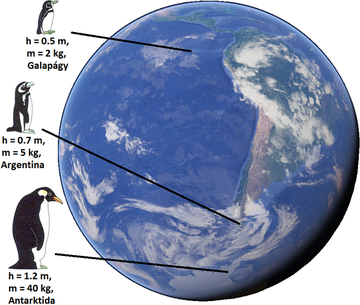 h = 0.5 m,
m = 2 kg,
Galapágy
h = 0.7 m,
m = 5 kg,
Argentina
h = 1.2 m,
m = 40 kg,
Antarktida